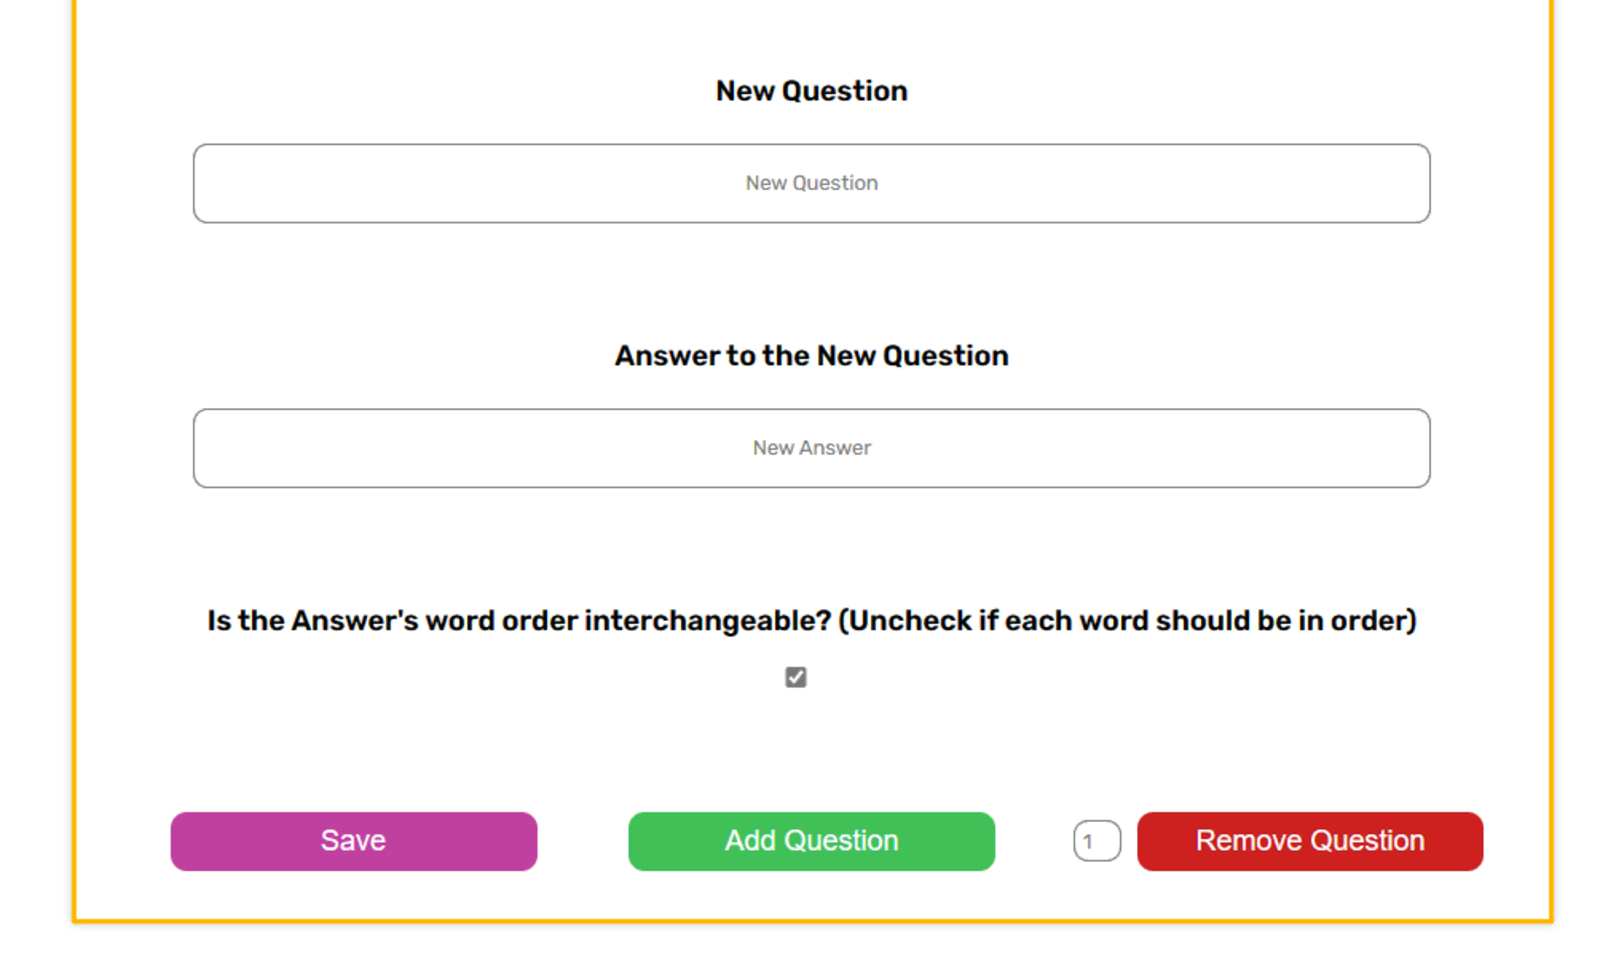 New Question
New Question
Answer to the New Question
New Answer
Is the Answer's word order interchangeable? (Uncheck if each word should be in order)
Save
Add Question
1
Remove Question